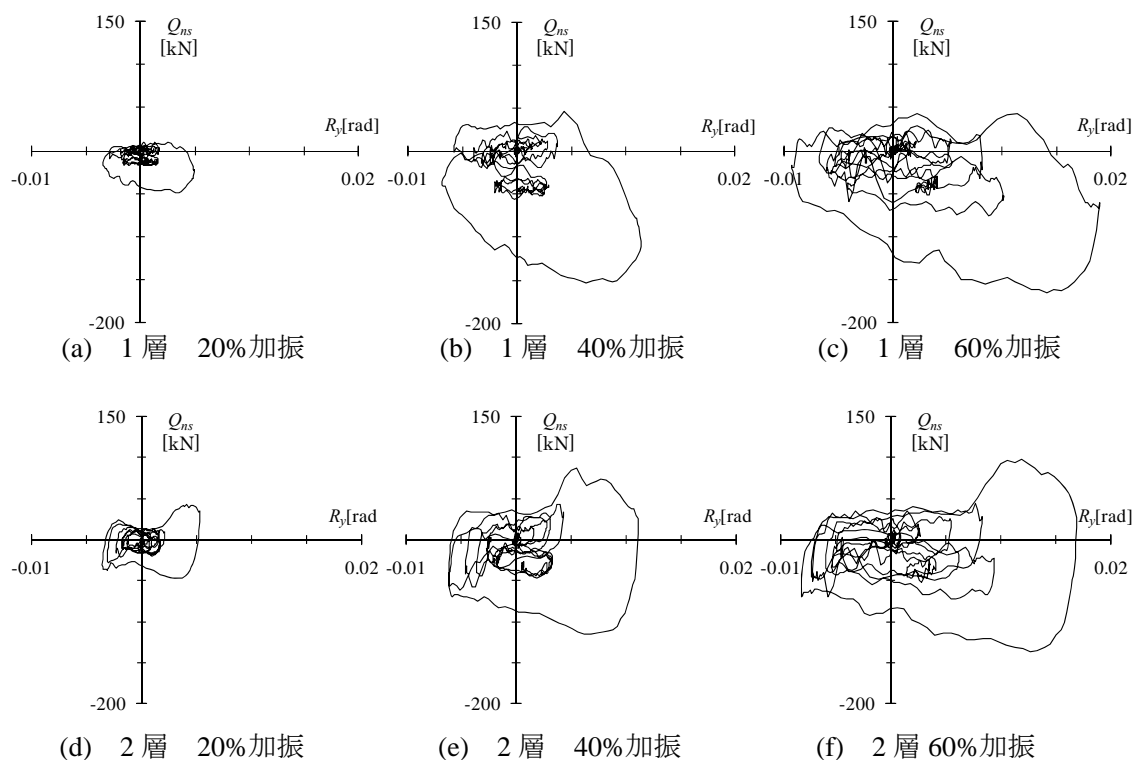 150
Qns
[kN]
Ry[rad]
-0.01
0.02
-200
(a) 1 層 20%加振
150
Qns
[kN]
Ry[rad]
-0.01
0.02
-200
(b) 1 層 40%加振
150
Qns
[kN]
Ry[rad]
-0.01
0.02
-200
(c) 1 層 60%加振
150
Qns
[kN]
Ry[rad
-0.01
0.02
-200
(d) 2 層 20%加振
150
Qns
[kN]
Ry[rad
-0.01
0.02
-200
(e) 2 層 40%加振
150
Qns
[kN]
Ry[rad]
-0.01
0.02
-200
(f) 2 層 60%加振